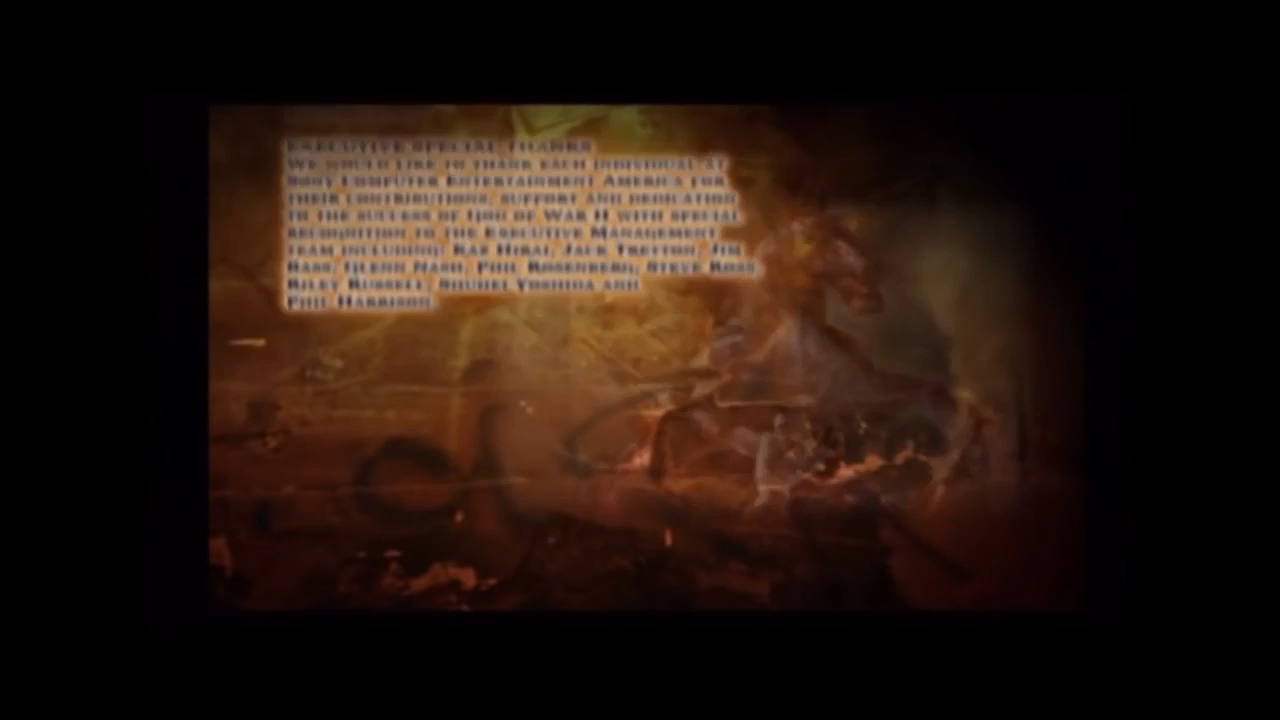 EXECUTIVE SPECIAL THANKS
WE WOULD LIKE TO THANK EACH INDIVIDUAL AT
SONY COMPUTER ENTERTAINMENT AMERICA FOR
THEIR CONTRIBUTIONS, SUPPORT AND DEDICATION
TO THE SUCCESS OF GOD OF WAR II WITH SPECIAL
RECOGNITION TO THE EXECUTIVE MANAGEMENT
TEAM INCLUDING: KAZ HIRAI, JACK TRETTON, JIM
BASS, GLENN NASH, PHIL ROSENBERG, STEVE ROSS,
RILEY RUSSELL, SHUHEI YOSHIDA AND
PHIL HARRISON.